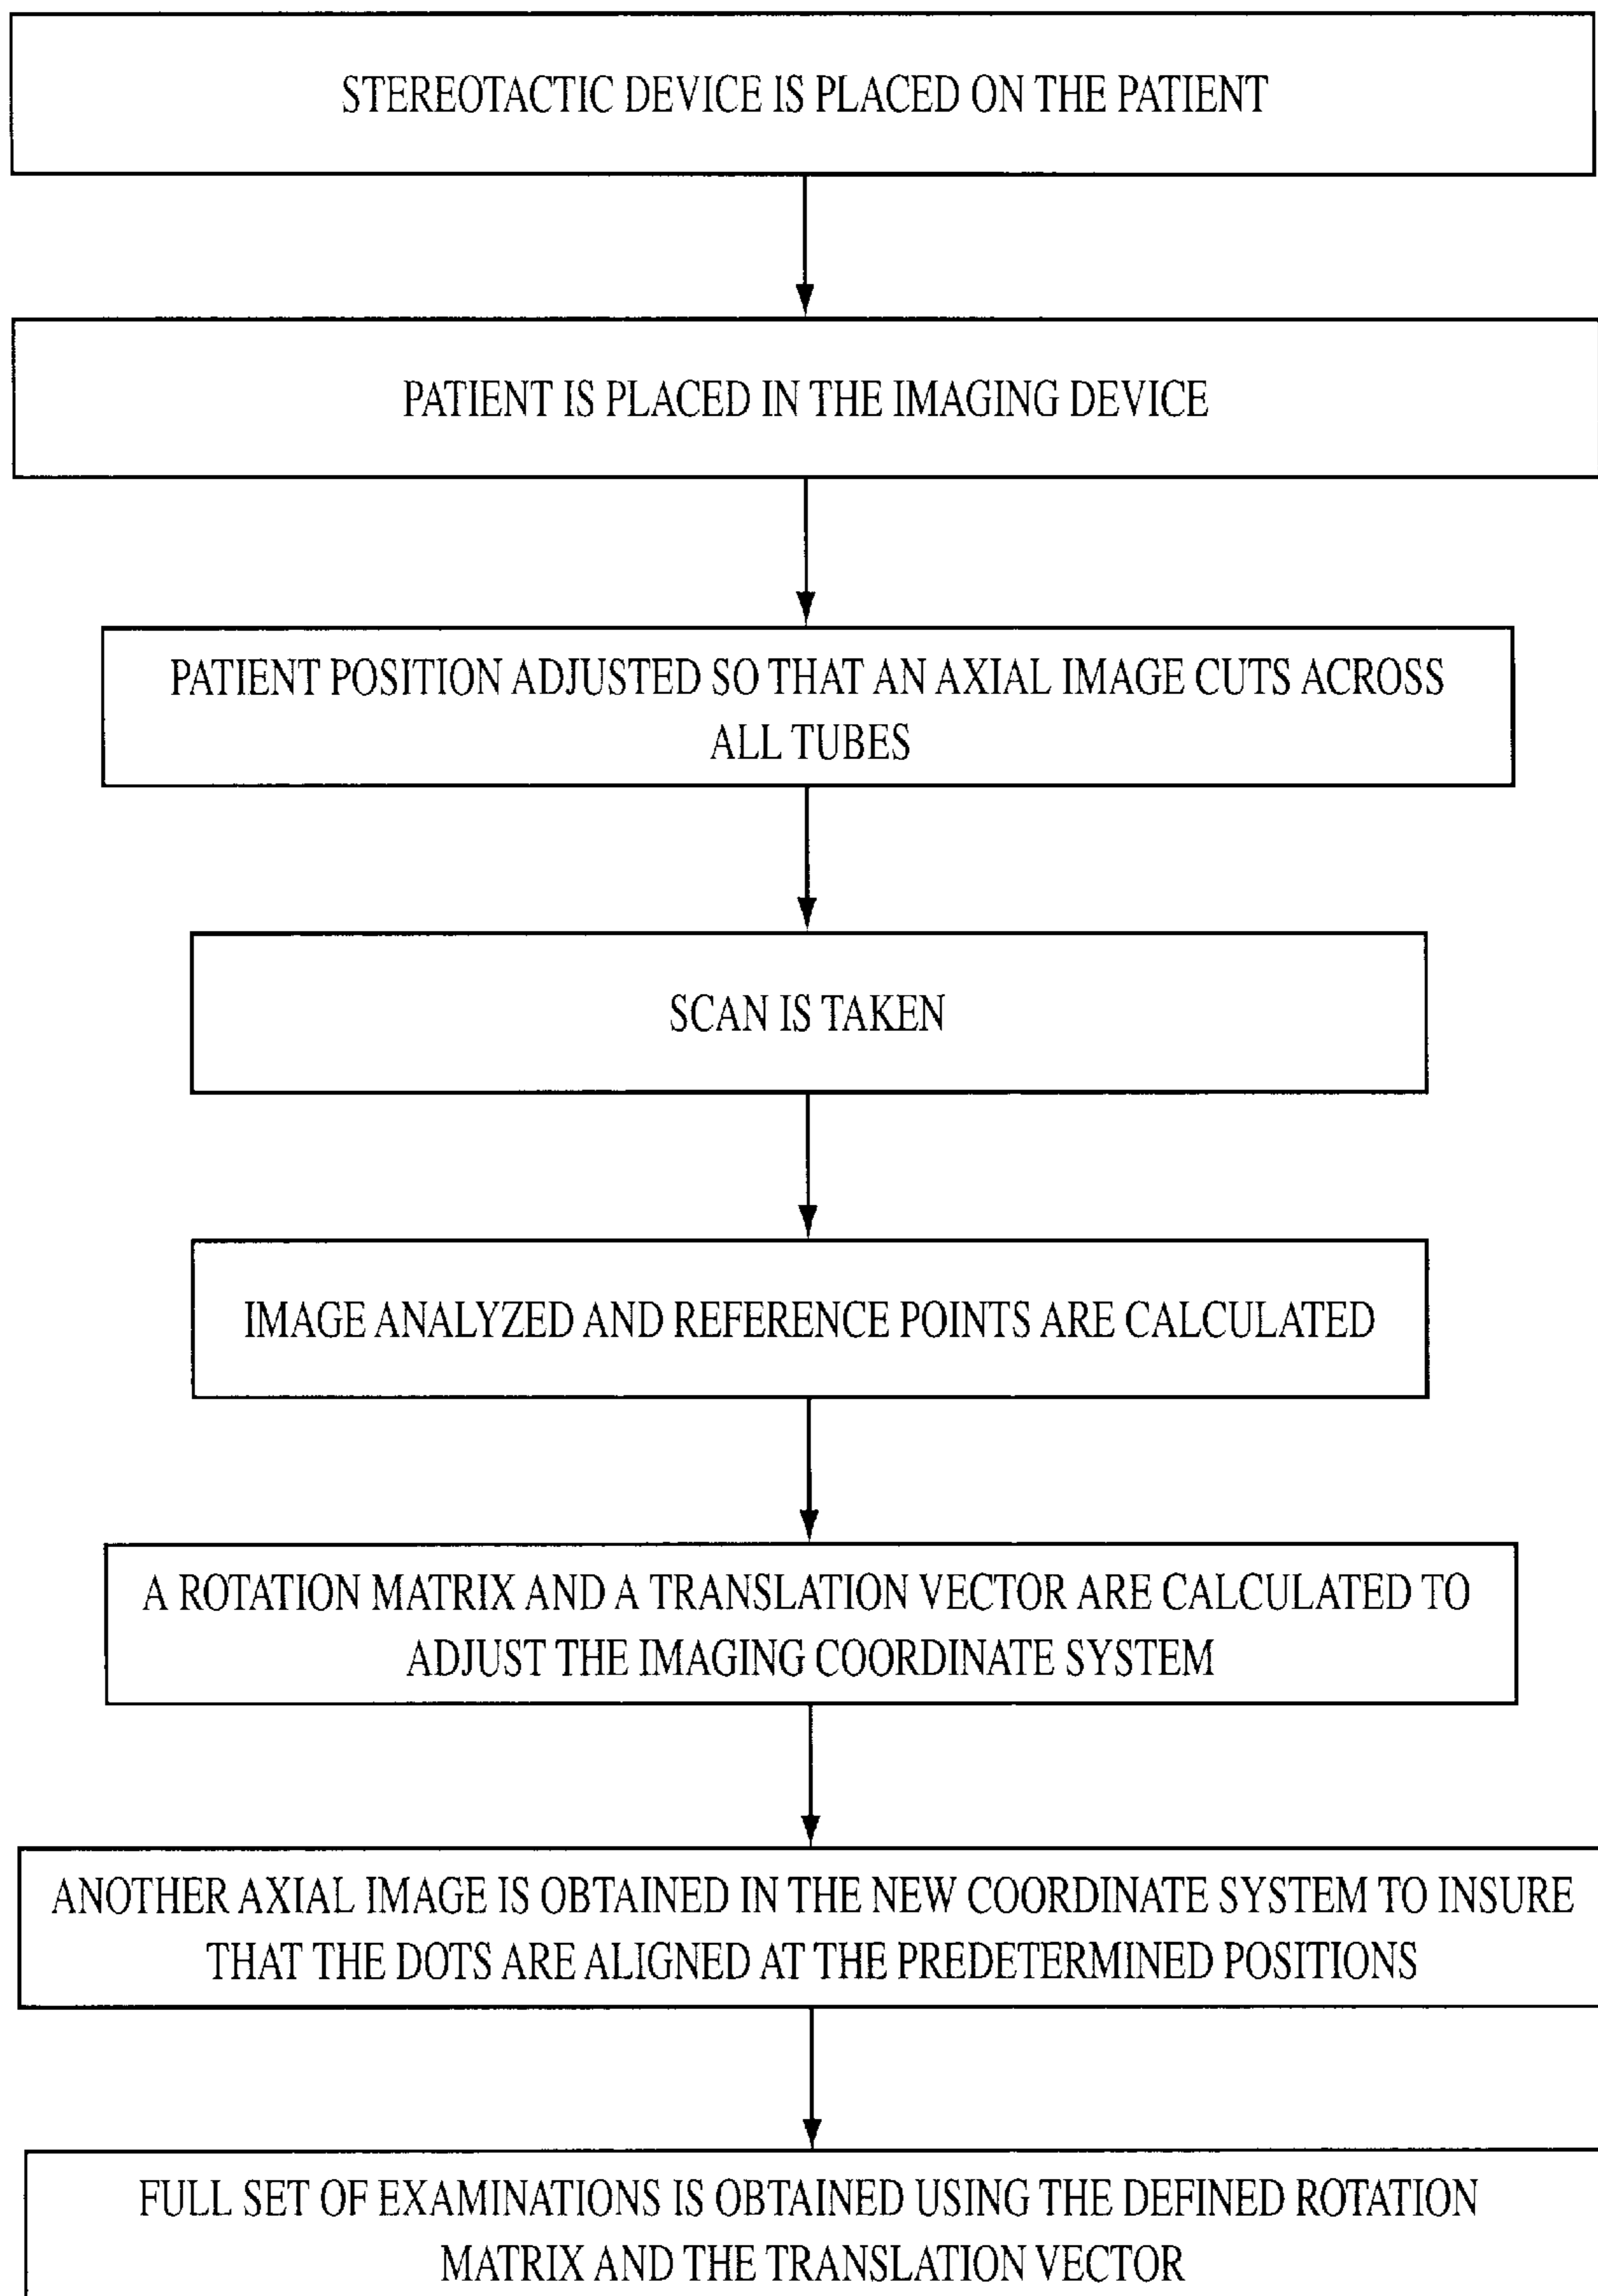 STEREOTACTIC DEVICE IS PLACED ON THE PATIENT
PATIENT IS PLACED IN THE IMAGING DEVICE
PATIENT POSITION ADJUSTED SO THAT AN AXIAL IMAGE CUTS ACROSS
ALL TUBES
SCAN IS TAKEN
IMAGE ANALYZED AND REFERENCE POINTS ARE CALCULATED
A ROTATION MATRIX AND A TRANSLATION VECTOR ARE CALCULATED TO
ADJUST THE IMAGING COORDINATE SYSTEM
ANOTHER AXIAL IMAGE IS OBTAINED IN THE NEW COORDINATE SYSTEM TO INSURE
THAT THE DOTS ARE ALIGNED AT THE PREDETERMINED POSITIONS
FULL SET OF EXAMINATIONS IS OBTAINED USING THE DEFINED ROTATION
MATRIX AND THE TRANSLATION VECTOR